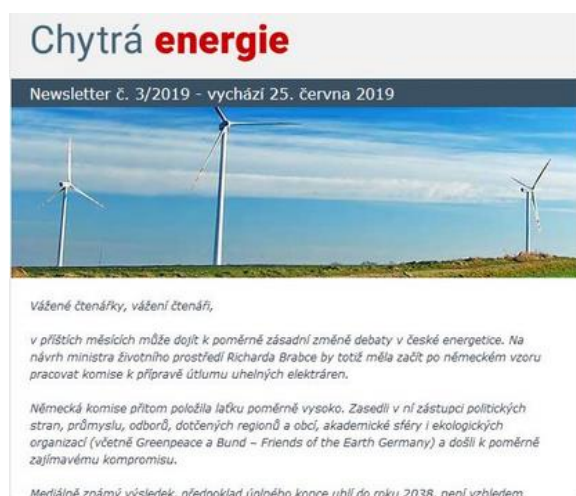 Chytrá energie
Newsletter č. 3/2019 - vychází 25. června 2019
Vážené čtenářky, vážení čtenáři,
v příštích měsících může dojít k poměrně zásadní změně debaty v české energetice. Na
návrh ministra životního prostředí Richarda Brabce by totiž měla začít po německém vzoru
pracovat komise k přípravě útlumu uhelných elektráren.
Německá komise přitom položila laťku poměrně vysoko. Zasedli v ní zástupci politických
stran, průmyslu, odborů, dotčených regionů a obcí, akademické sféry i ekologických
organizací (včetně Greenpeace a Bund – Friends of the Earth Germany) a došli k poměrně
zajímavému kompromisu.
Mediálně známý výsledek, předpoklad úplného konce uhlí do roku 2038, není vzhledem